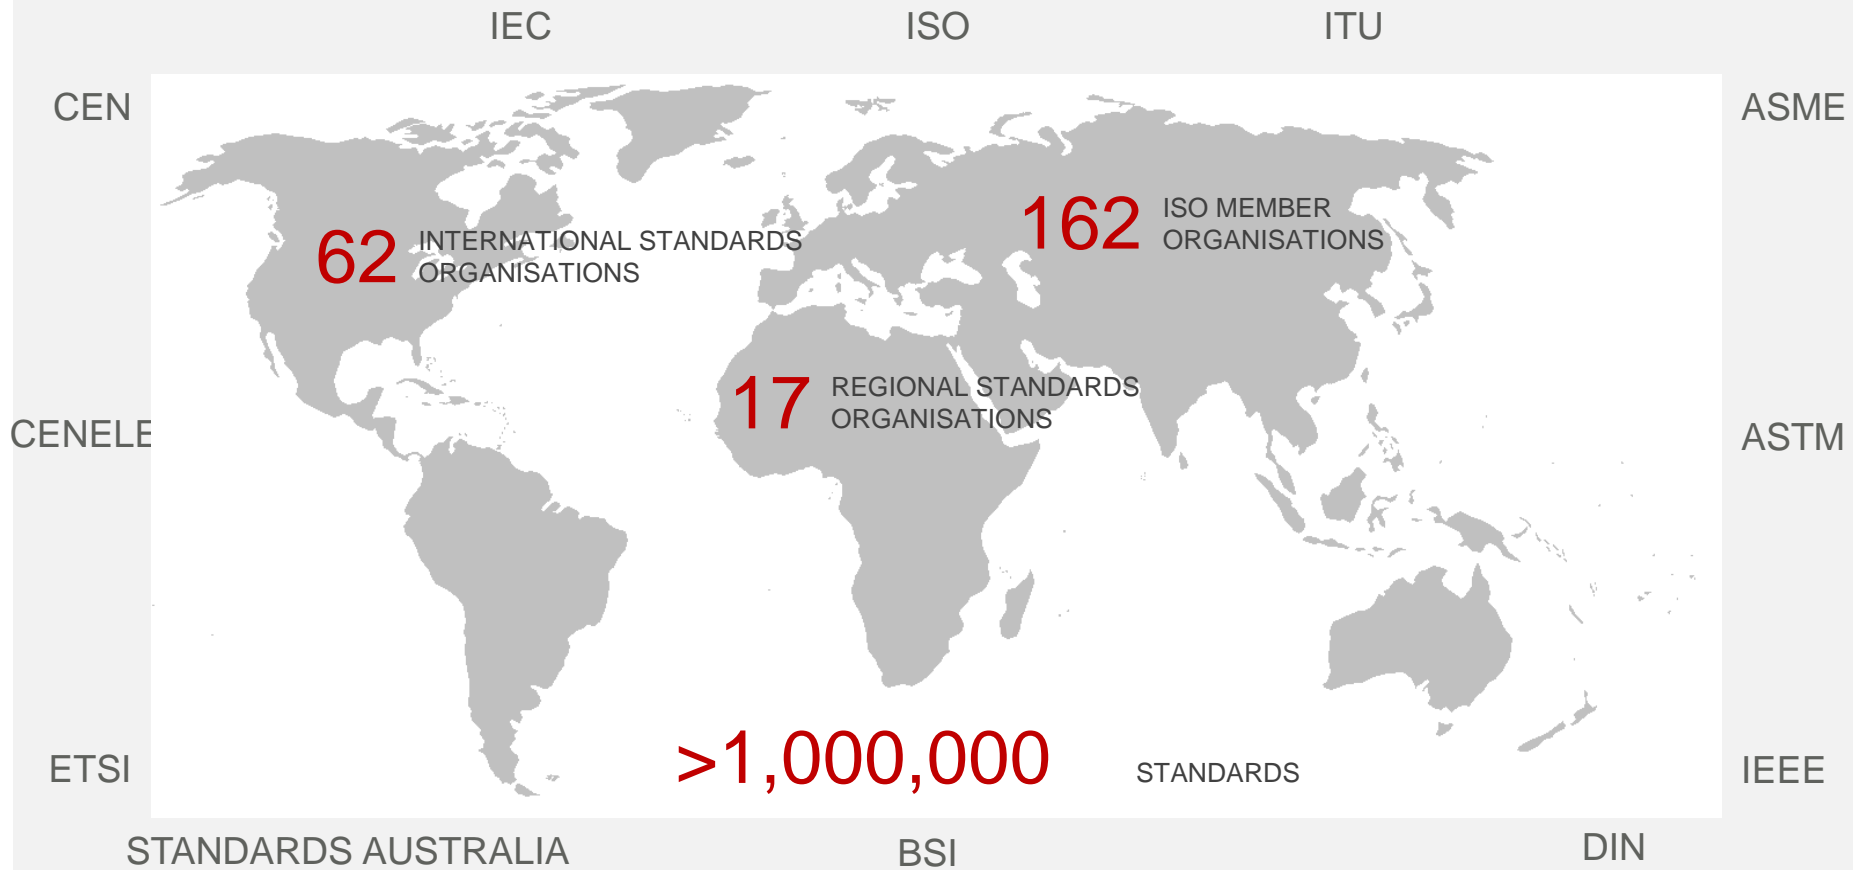 IEC
ISO
ITU
CEN
ASME
162
ISO MEMBER
ORGANISATIONS
62
INTERNATIONAL STANDARDS
ORGANISATIONS
17
REGIONAL STANDARDS
ORGANISATIONS
CENELE
ASTM
>1,000,000
STANDARDS
ETSI
IEEE
STANDARDS AUSTRALIA
BSI
DIN